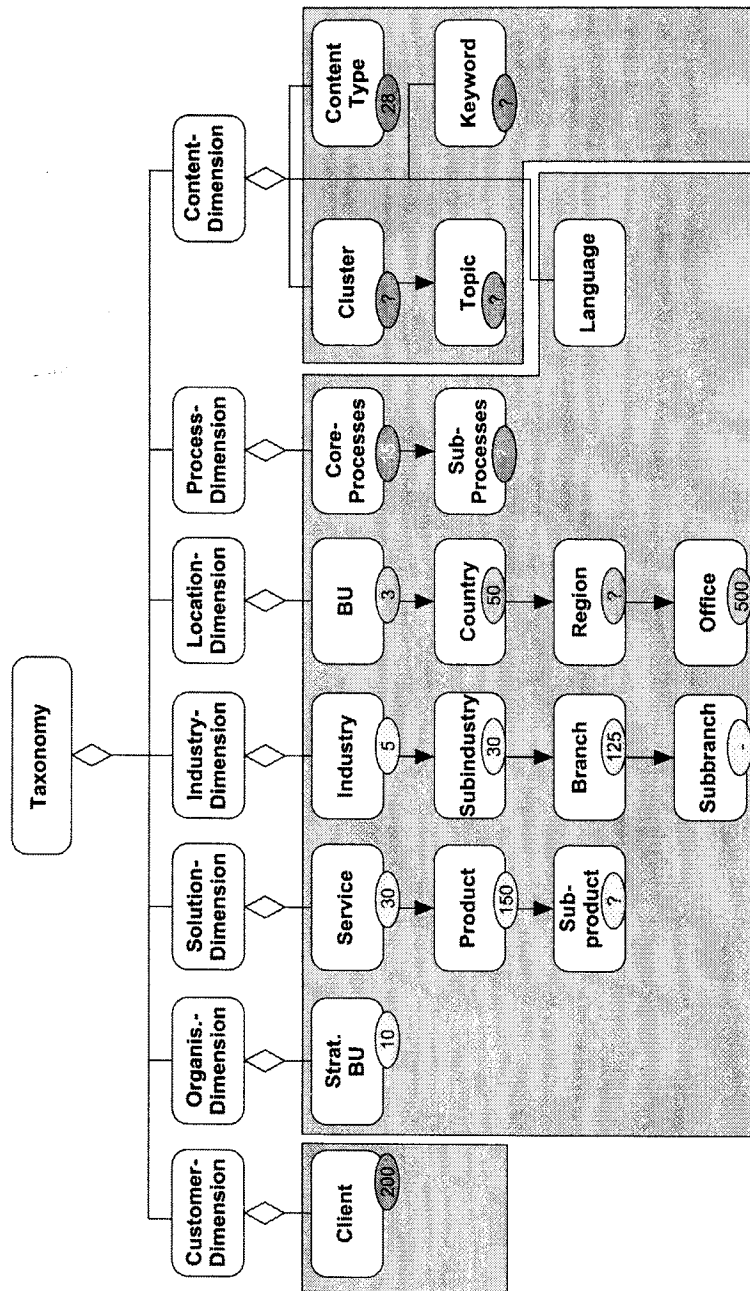 Taxonomy
Customer-
Dimension
Organis.-
Dimension
Solution-
Dimension
Industry-
Dimension
Location-
Dimension
Process-
Dimension
Content-
Dimension
Client
200
Strat.
BU
10
Service
30
Industry
5
BU
3
Core-
Processes
15
Cluster
?
Content
Type
28
Product
150
Subindustry
30
Country
50
Sub-
Processes
?
Topic
?
Keyword
?
Sub-
product
?
Branch
125
Region
?
Language
Subbranch
-
Office
500